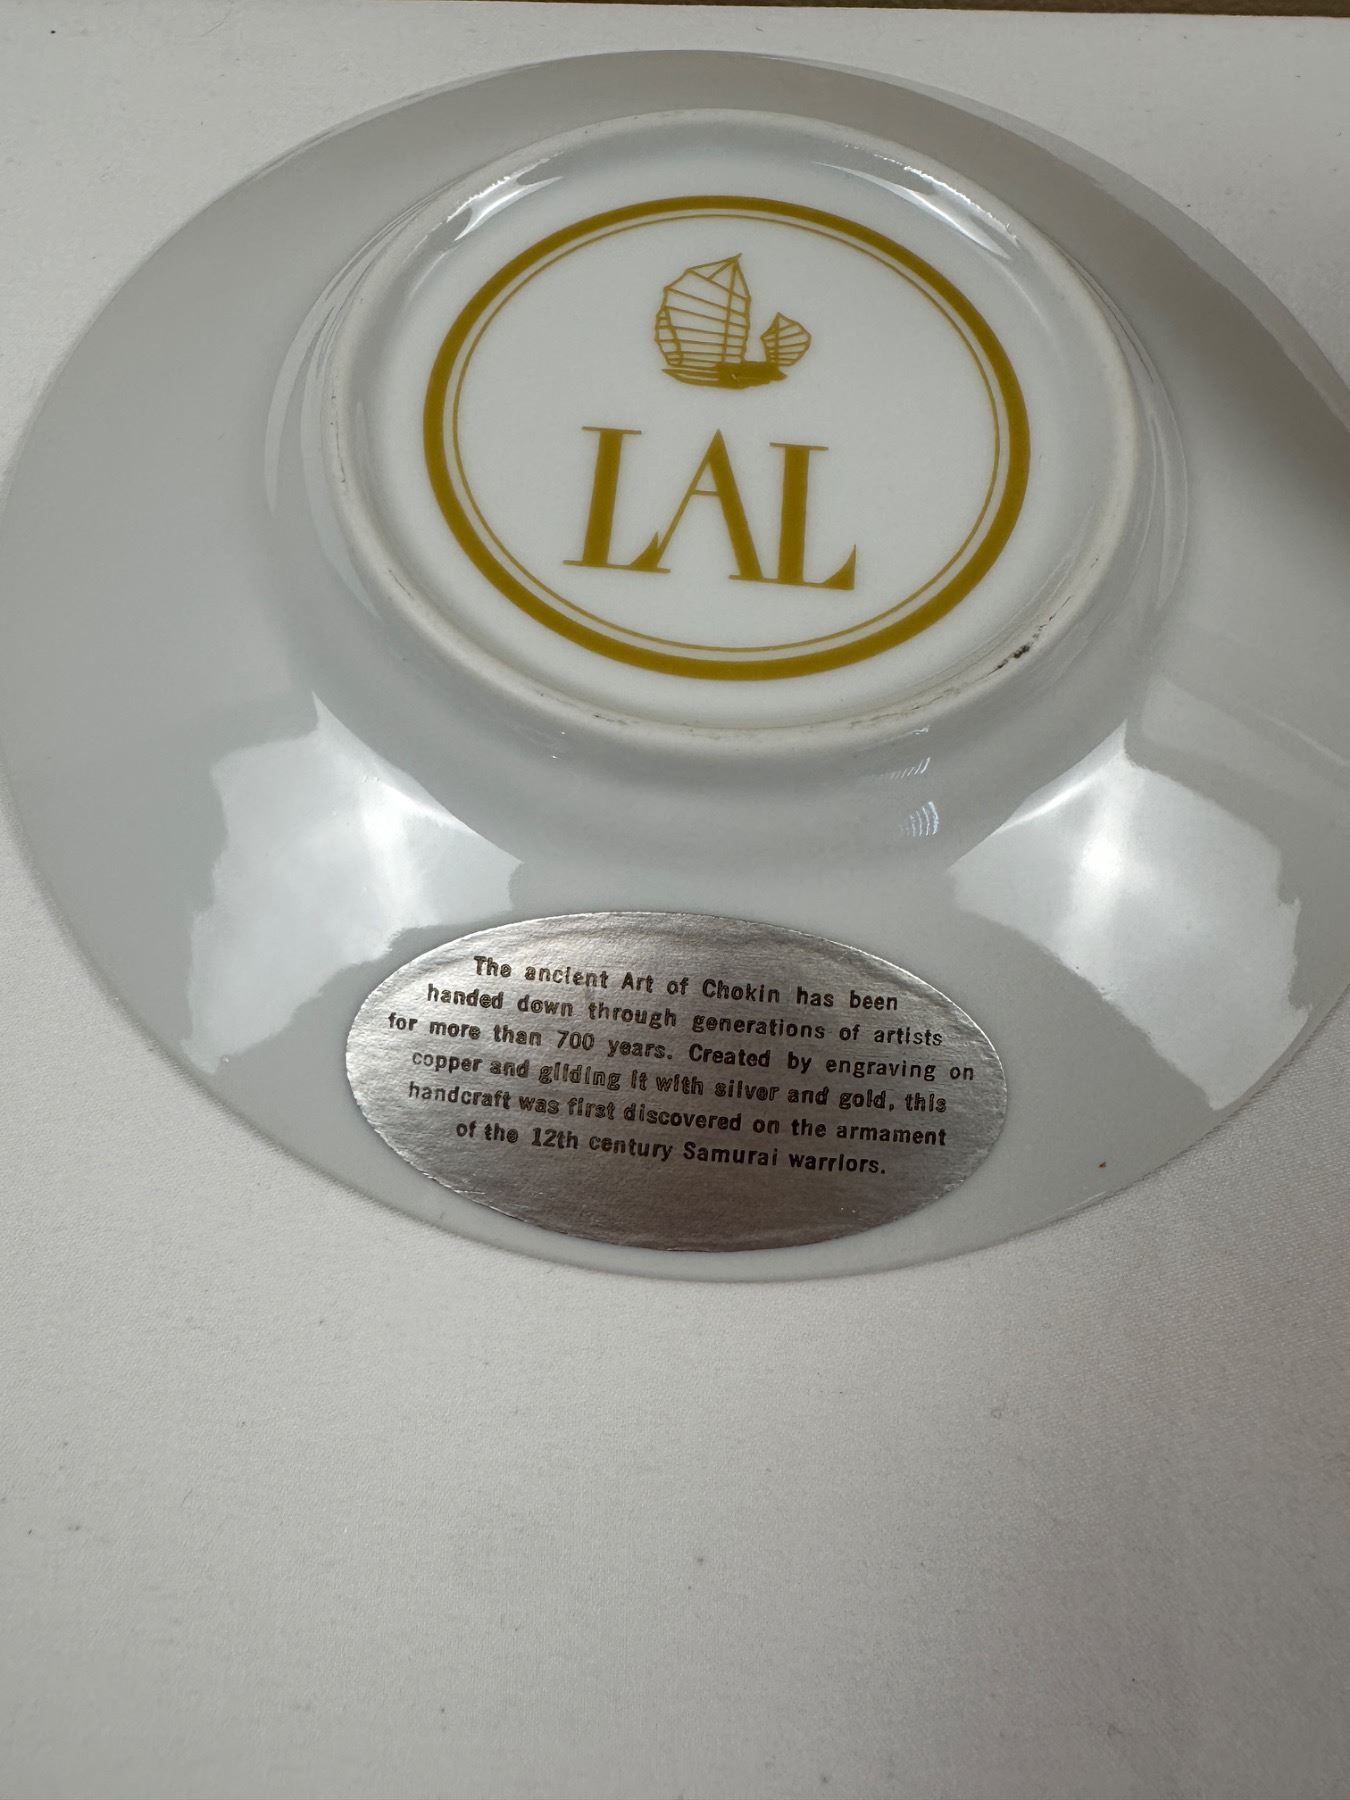 LAL
The ancient Art of Chokin has been
handed down through generations of artists
for more than 700 years. Created by engraving on
copper and gliding it with silver and gold, this
handcraft was first discovered on the armament
of the 12th century Samurai warriors.